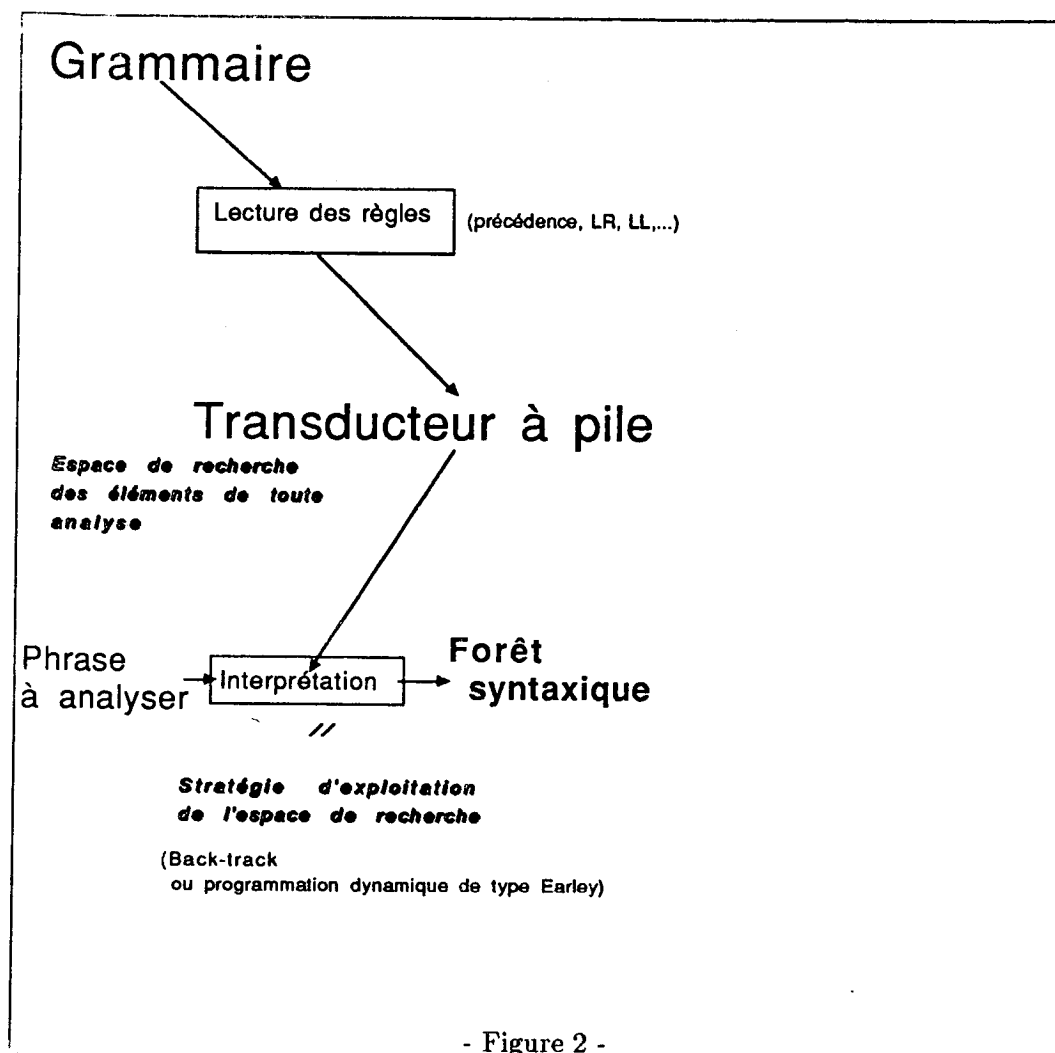 Grammaire
Lecture des règles
(précédence, LR, LL,...)
Transducteur à pile
Espace de recherche
des éléments de toute
analyse
Phrase
à analyser
Interprétation
Forêt
syntaxique
//
Stratégie d'exploitation
de l'espace de recherche
(Back-track
ou programmation dynamique de type Earley)
- Figure 2 -